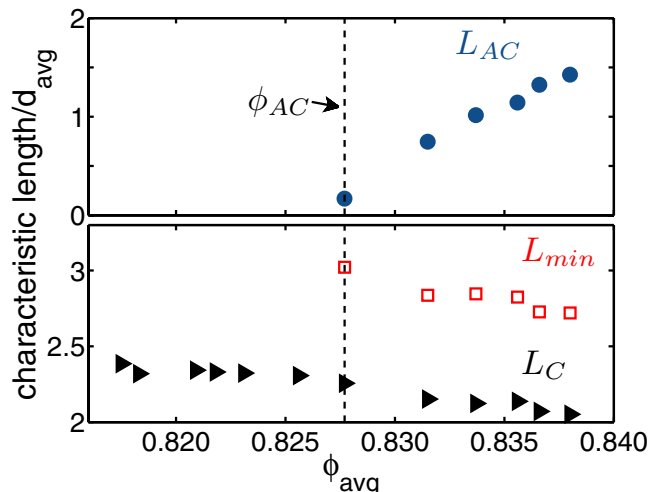 characteristic length/d_avg
2
1
0
L_AC
ϕ_AC
3
2.5
2
L_min
L_C
0.820 0.825 0.830 0.835 0.840
ϕ_avg